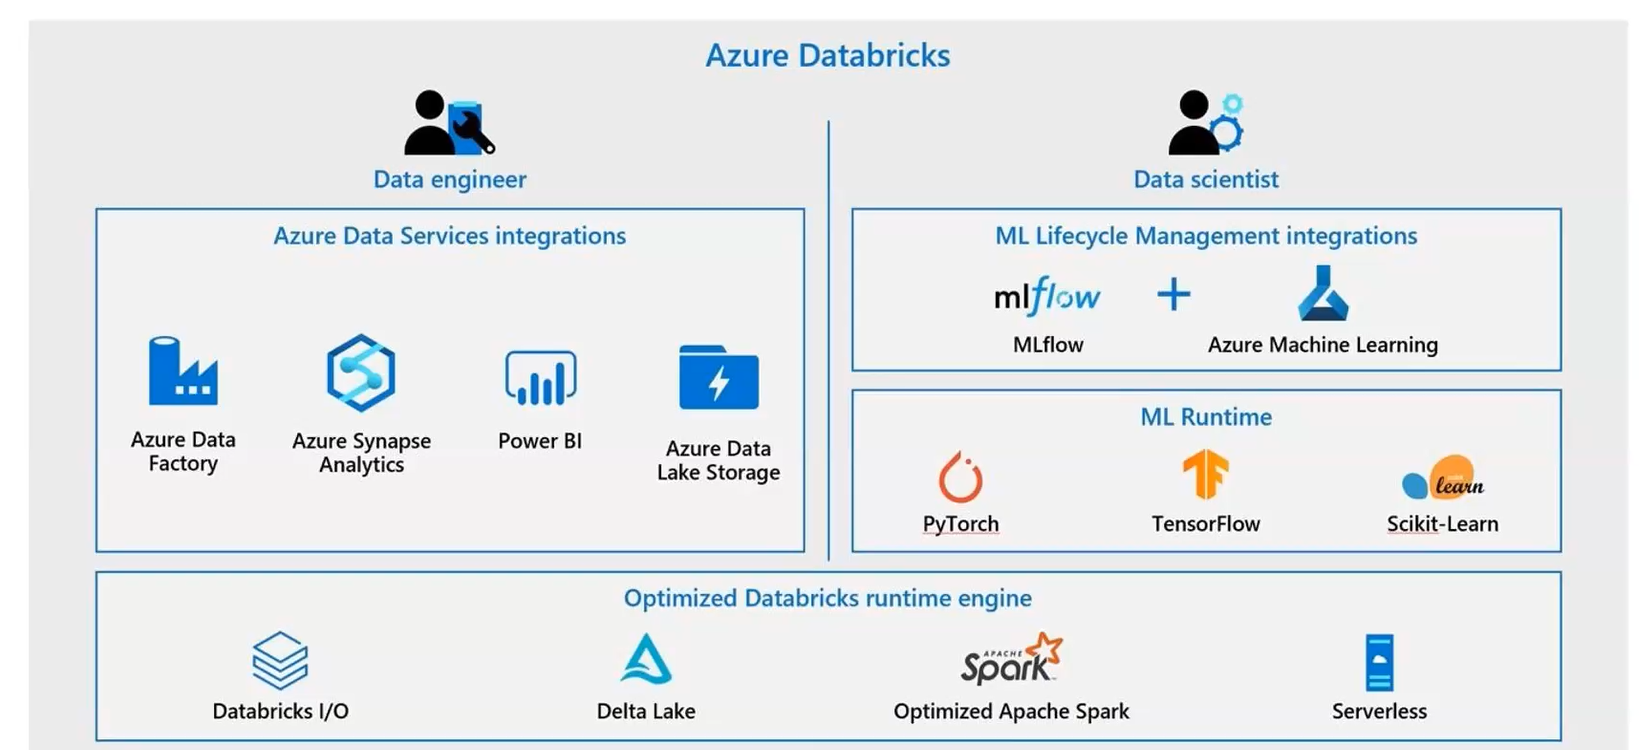 Azure Databricks
Data engineer
Data scientist
Azure Data Services integrations
Azure Data
Factory
Azure Synapse
Analytics
Power BI
Azure Data
Lake Storage
ML Lifecycle Management integrations
mlflow
MLflow
Azure Machine Learning
ML Runtime
PyTorch
TensorFlow
learn
Scikit-Learn
Optimized Databricks runtime engine
Databricks I/O
Delta Lake
APACHE
Spark
Optimized Apache Spark
Serverless